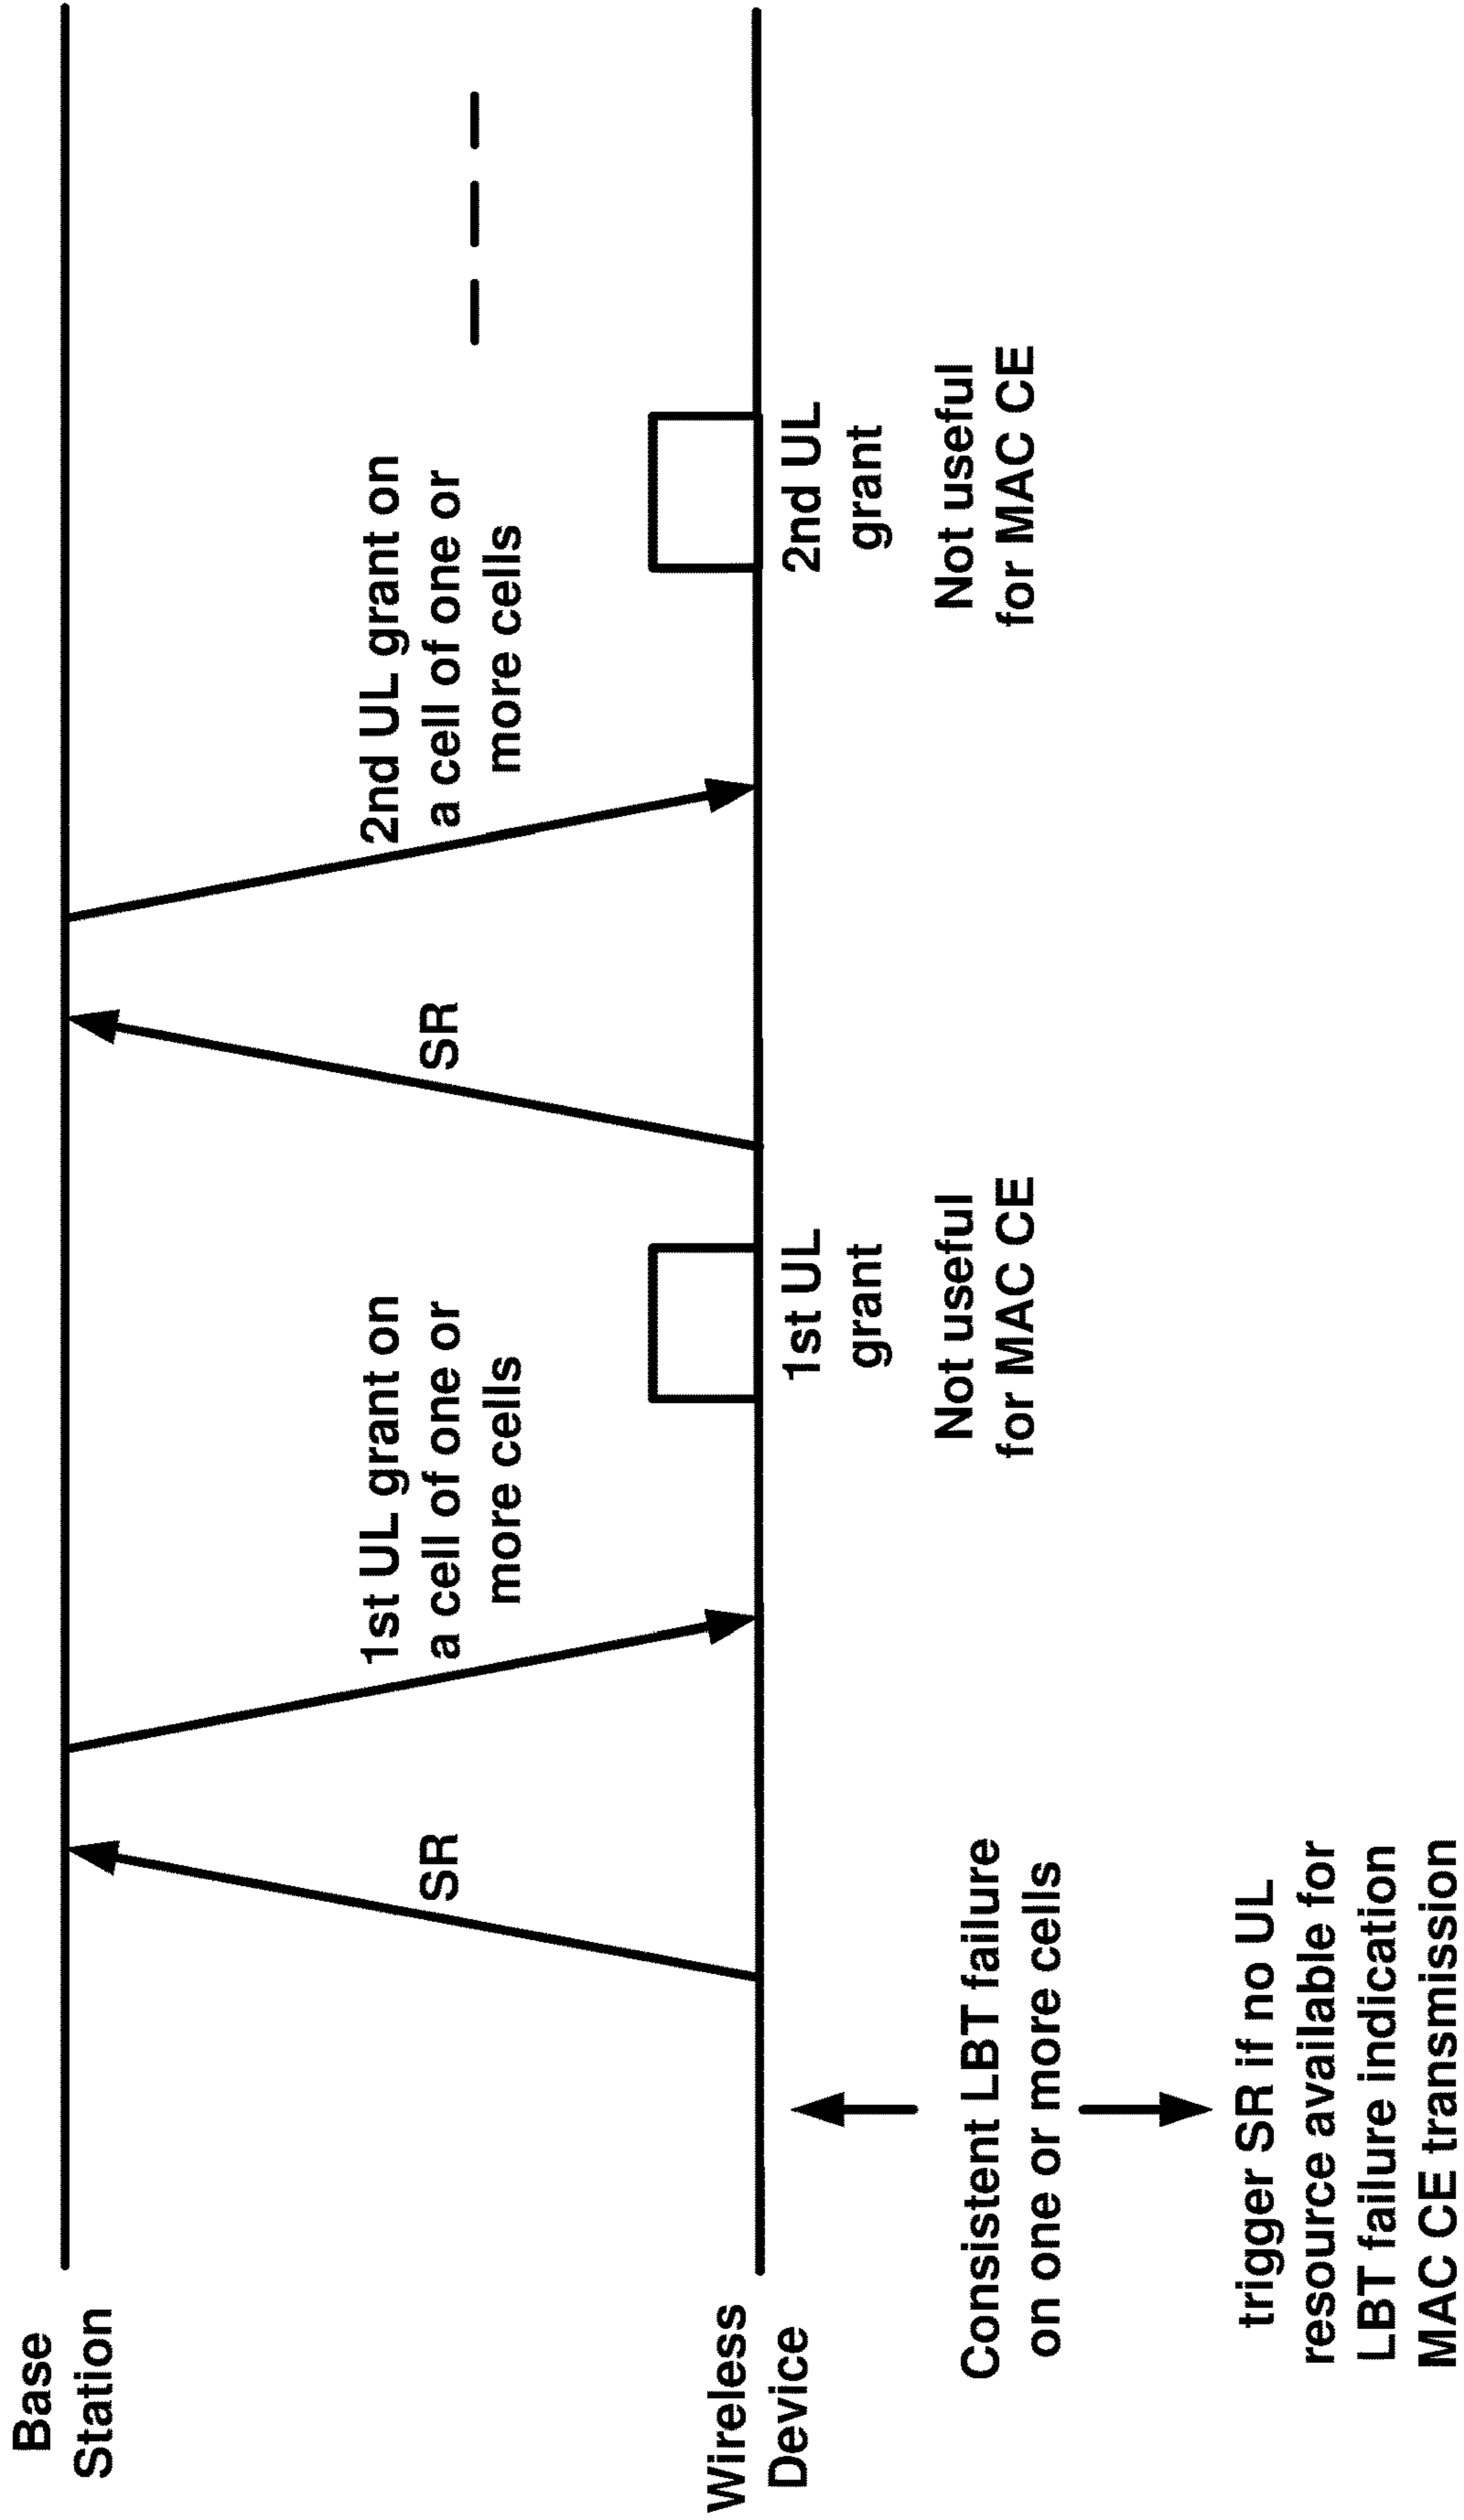 Base
Station
SR
1st UL grant on
a cell of one or
more cells
SR
2nd UL grant on
a cell of one or
more cells
Wireless
Device
1st UL
grant
Not useful
for MAC CE
2nd UL
grant
Not useful
for MAC CE
Consistent LBT failure
on one or more cells
trigger SR if no UL
resource available for
LBT failure indication
MAC CE transmission